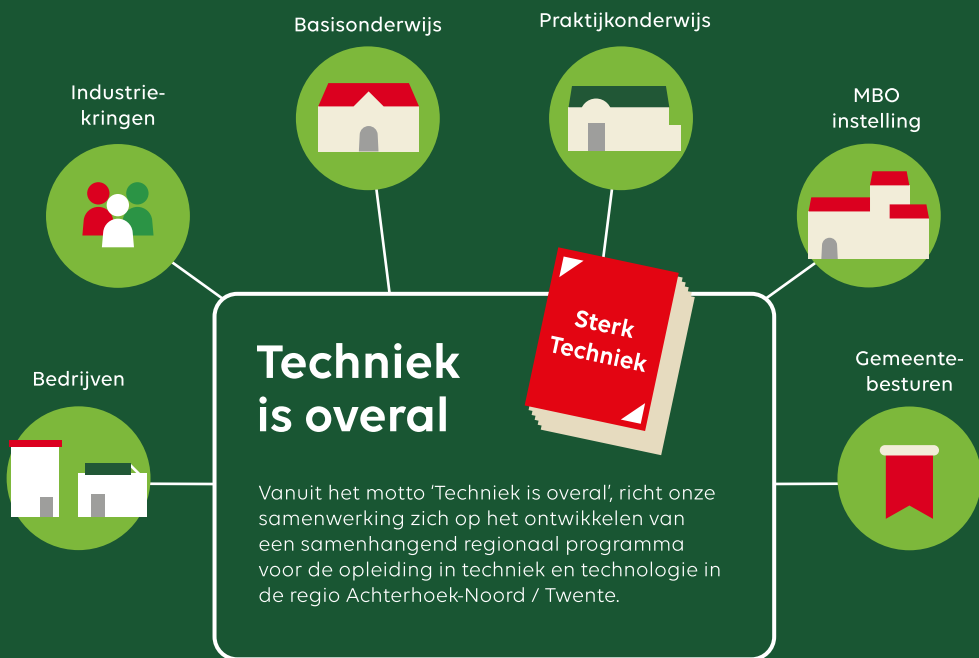 Basisonderwijs
Praktijkonderwijs
Industrie-
kringen
MBO
instelling
Bedrijven
Gemeente-
besturen
Sterk
Techniek
Techniek
is overal
Vanuit het motto ‘Techniek is overal’, richt onze
samenwerking zich op het ontwikkelen van
een samenhangend regionaal programma
voor de opleiding in techniek en technologie in
de regio Achterhoek-Noord / Twente.